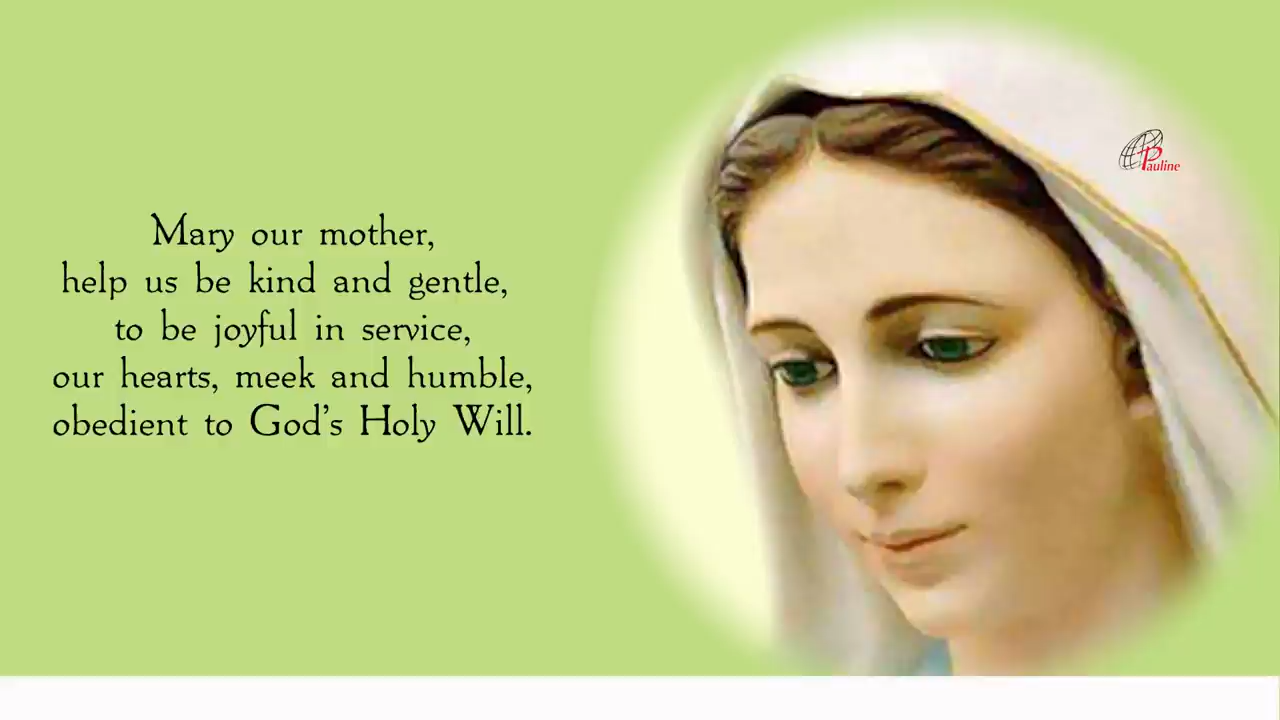 Mary our mother,
help us be kind and gentle,
to be joyful in service,
our hearts, meek and humble,
obedient to God's Holy Will.
Pauline